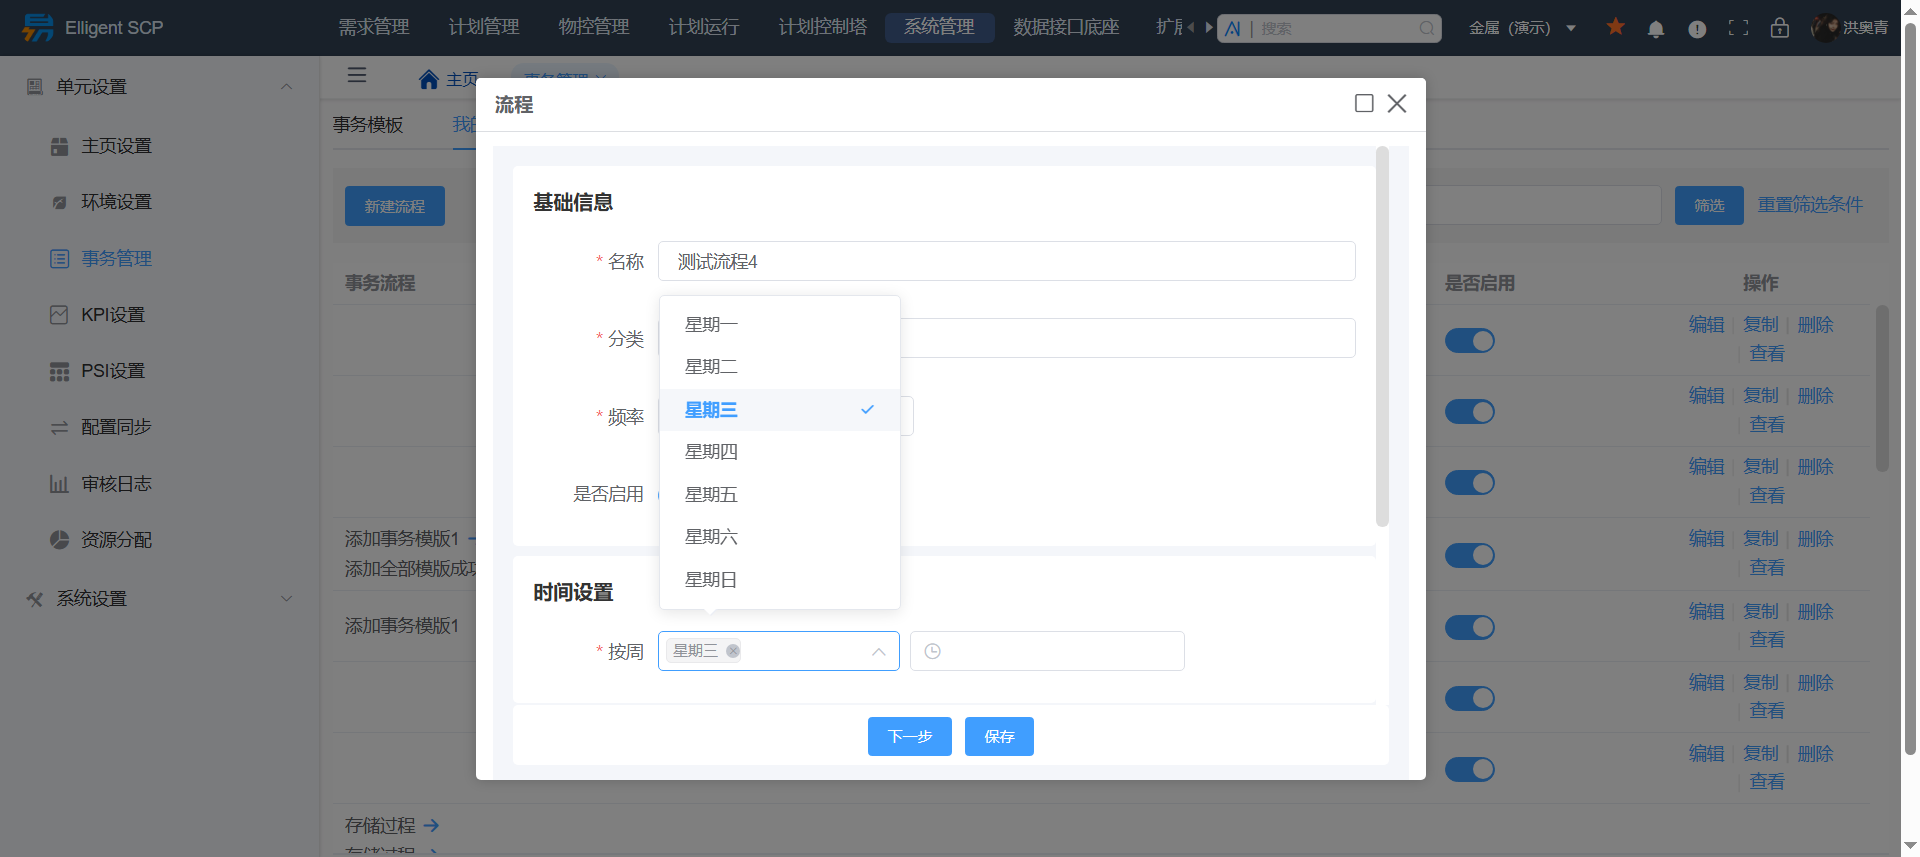 Elligent SCP
需求管理 计划管理 物控管理 计划运行 计划控制塔 系统管理 数据接口底座 扩 AI 搜索 金属（演示） 洪奥青
单元设置
主页设置
环境设置
事务管理
KPI设置
PSI设置
配置同步
审核日志
资源分配
系统设置
主页 事务管理
事务模板 我的
新建流程 筛选 重置筛选条件
事务流程 是否启用 操作
编辑 复制 删除
查看
编辑 复制 删除
查看
编辑 复制 删除
查看
添加事务模版1
添加全部模版成功
编辑 复制 删除
查看
添加事务模版1
编辑 复制 删除
查看
编辑 复制 删除
查看
编辑 复制 删除
查看
存储过程
存储过程
流程
基础信息
* 名称 测试流程4
* 分类
* 频率
是否启用
星期一
星期二
星期三
星期四
星期五
星期六
星期日
时间设置
* 按周 星期三
下一步 保存